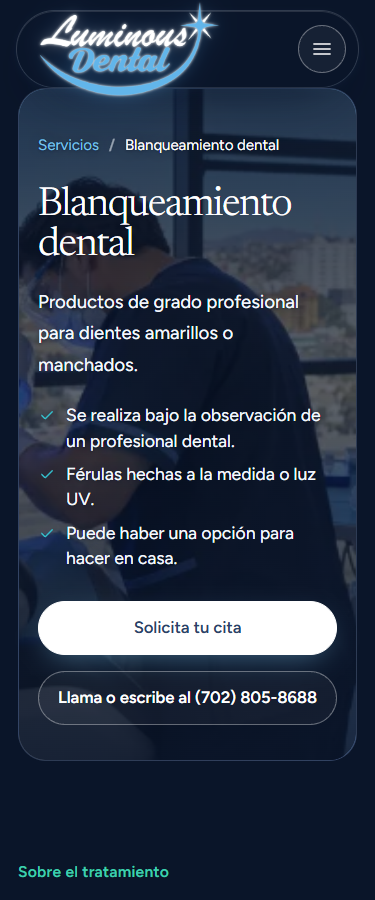 Luminous
Dental
Servicios / Blanqueamiento dental
Blanqueamiento
dental
Productos de grado profesional
para dientes amarillos o
manchados.
Se realiza bajo la observación de
un profesional dental.
Férulas hechas a la medida o luz
UV.
Puede haber una opción para
hacer en casa.
Solicita tu cita
Llama o escribe al (702) 805-8688
Sobre el tratamiento